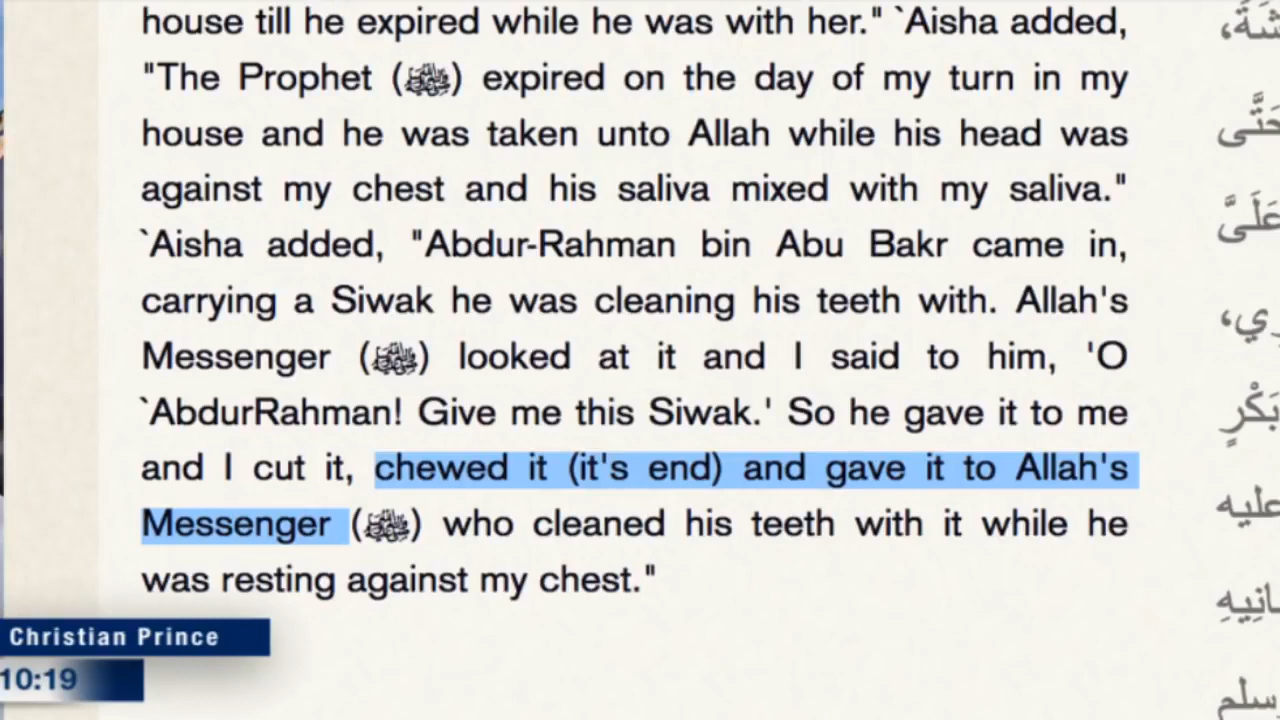 house till he expired while he was with her." `Aisha added,
"The Prophet (ﷺ) expired on the day of my turn in my
house and he was taken unto Allah while his head was
against my chest and his saliva mixed with my saliva."
`Aisha added, "Abdur-Rahman bin Abu Bakr came in,
carrying a Siwak he was cleaning his teeth with. Allah's
Messenger (ﷺ) looked at it and I said to him, 'O
`AbdurRahman! Give me this Siwak.' So he gave it to me
and I cut it, chewed it (it's end) and gave it to Allah's
Messenger (ﷺ) who cleaned his teeth with it while he
was resting against my chest."
عليه
وسلم
Christian Prince
10:19